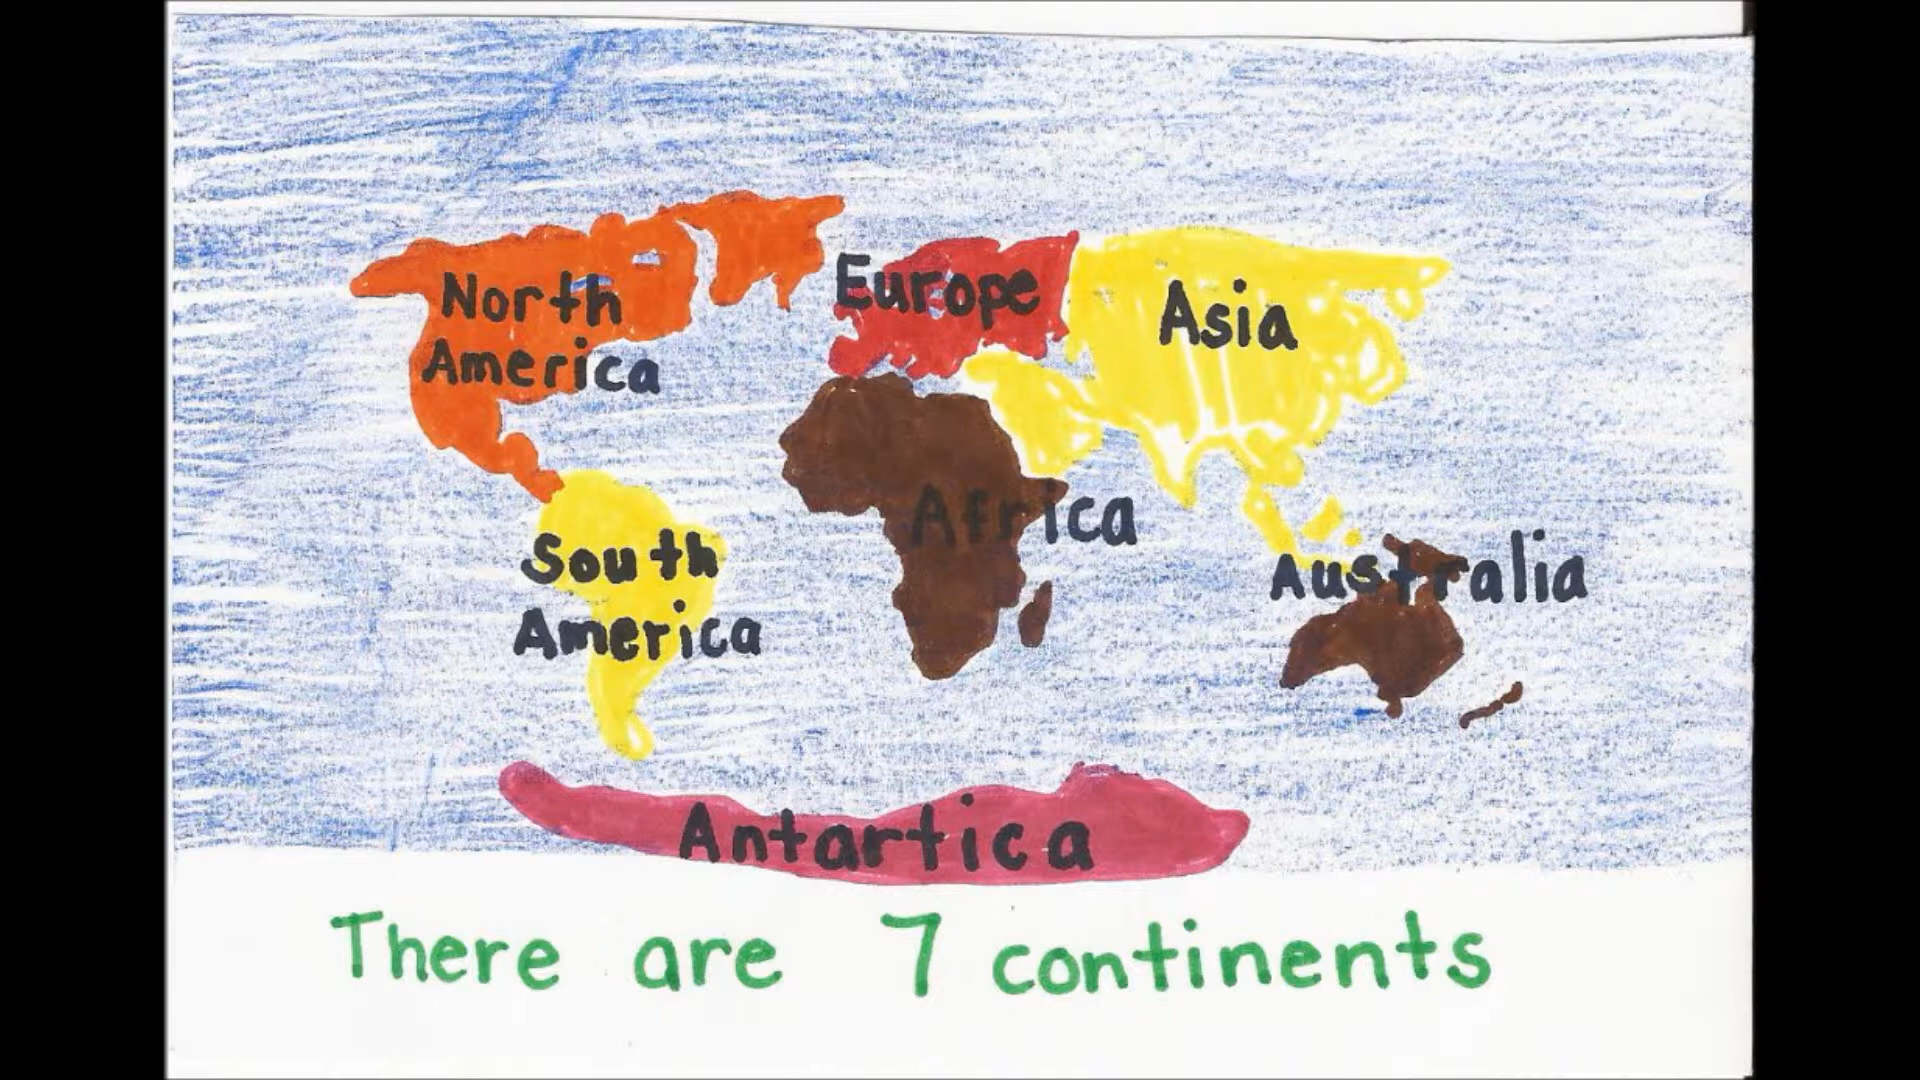 North
America
Europe
Asia
South
America
Africa
Australia
Antartica
There are 7 continents